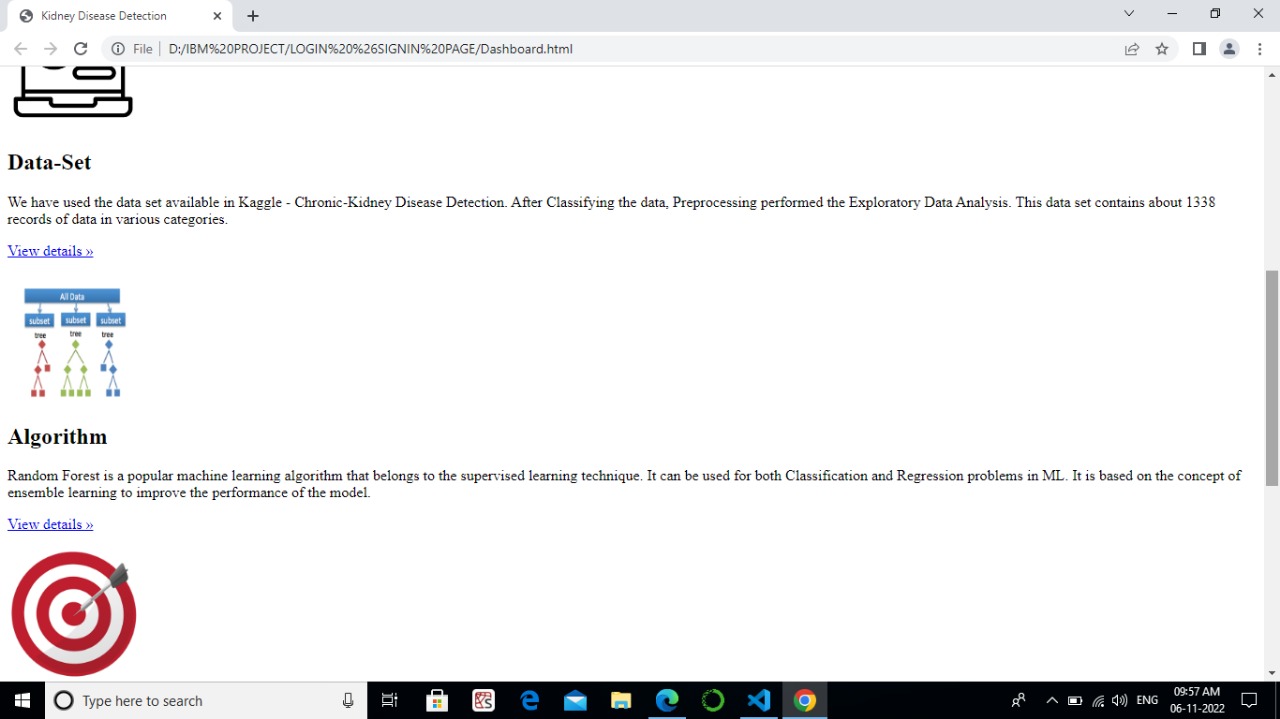 Kidney Disease Detection
File
D:/IBM%20PROJECT/LOGIN%20%26SIGNIN%20PAGE/Dashboard.html
Data-Set
We have used the data set available in Kaggle - Chronic-Kidney Disease Detection. After Classifying the data, Preprocessing performed the Exploratory Data Analysis. This data set contains about 1338
records of data in various categories.
View details »
All Data
subset subset subset
tree tree tree
Algorithm
Random Forest is a popular machine learning algorithm that belongs to the supervised learning technique. It can be used for both Classification and Regression problems in ML. It is based on the concept of
ensemble learning to improve the performance of the model.
View details »
Type here to search
ENG
09:57 AM
06-11-2022